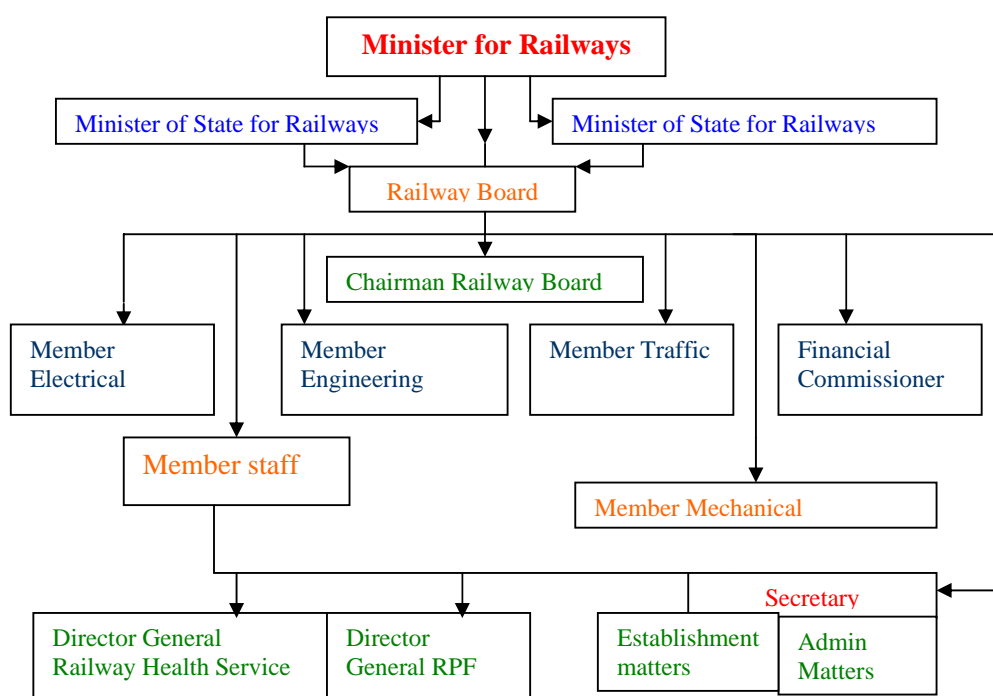 Minister for Railways
Minister of State for Railways
Minister of State for Railways
Railway Board
Chairman Railway Board
Member
Electrical
Member
Engineering
Member Traffic
Financial
Commissioner
Member staff
Member Mechanical
Secretary
Director General
Railway Health Service
Director
General RPF
Establishment
matters
Admin
Matters